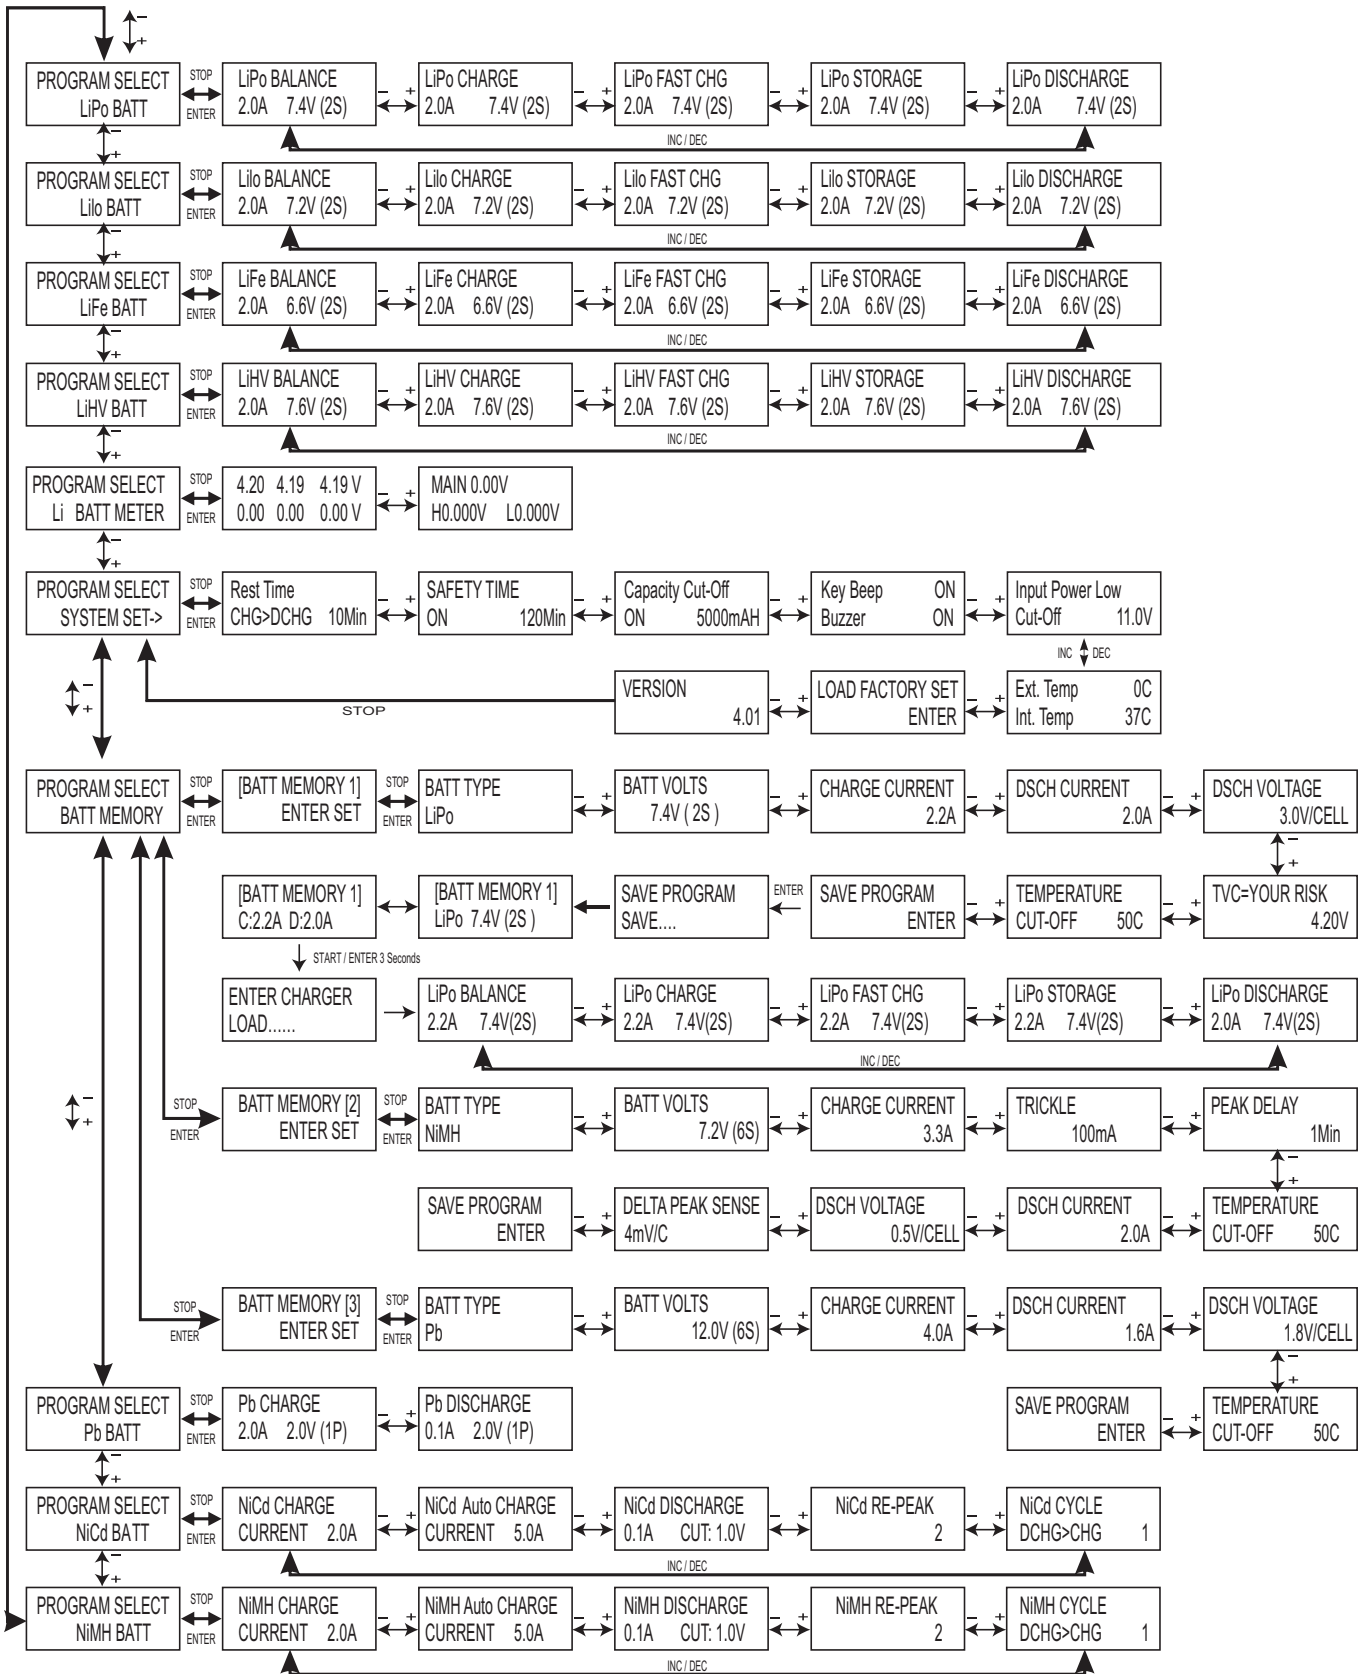 PROGRAM SELECT
LiPo BATT
STOP
ENTER
LiPo BALANCE
2.0A 7.4V (2S)
LiPo CHARGE
2.0A 7.4V (2S)
LiPo FAST CHG
2.0A 7.4V (2S)
LiPo STORAGE
2.0A 7.4V (2S)
LiPo DISCHARGE
2.0A 7.4V (2S)
INC / DEC
PROGRAM SELECT
LiIo BATT
STOP
ENTER
LiIo BALANCE
2.0A 7.2V (2S)
LiIo CHARGE
2.0A 7.2V (2S)
LiIo FAST CHG
2.0A 7.2V (2S)
LiIo STORAGE
2.0A 7.2V (2S)
LiIo DISCHARGE
2.0A 7.2V (2S)
INC / DEC
PROGRAM SELECT
LiFe BATT
STOP
ENTER
LiFe BALANCE
2.0A 6.6V (2S)
LiFe CHARGE
2.0A 6.6V (2S)
LiFe FAST CHG
2.0A 6.6V (2S)
LiFe STORAGE
2.0A 6.6V (2S)
LiFe DISCHARGE
2.0A 6.6V (2S)
INC / DEC
PROGRAM SELECT
LiHV BATT
STOP
ENTER
LiHV BALANCE
2.0A 7.6V (2S)
LiHV CHARGE
2.0A 7.6V (2S)
LiHV FAST CHG
2.0A 7.6V (2S)
LiHV STORAGE
2.0A 7.6V (2S)
LiHV DISCHARGE
2.0A 7.6V (2S)
INC / DEC
PROGRAM SELECT
Li BATT METER
STOP
ENTER
4.20 4.19 4.19 V
0.00 0.00 0.00 V
MAIN 0.00V
H0.000V L0.000V
PROGRAM SELECT
SYSTEM SET->
STOP
ENTER
Rest Time
CHG>DCHG 10Min
SAFETY TIME
ON 120Min
Capacity Cut-Off
ON 5000mAH
Key Beep ON
Buzzer ON
Input Power Low
Cut-Off 11.0V
INC DEC
Ext. Temp 0C
Int. Temp 37C
LOAD FACTORY SET
ENTER
VERSION
4.01
STOP
PROGRAM SELECT
BATT MEMORY
STOP
ENTER
[BATT MEMORY 1]
ENTER SET
STOP
ENTER
BATT TYPE
LiPo
BATT VOLTS
7.4V ( 2S )
CHARGE CURRENT
2.2A
DSCH CURRENT
2.0A
DSCH VOLTAGE
3.0V/CELL
TVC=YOUR RISK
4.20V
TEMPERATURE
CUT-OFF 50C
SAVE PROGRAM
ENTER
ENTER
SAVE PROGRAM
SAVE....
[BATT MEMORY 1]
LiPo 7.4V (2S )
[BATT MEMORY 1]
C:2.2A D:2.0A
START / ENTER 3 Seconds
ENTER CHARGER
LOAD......
LiPo BALANCE
2.2A 7.4V(2S)
LiPo CHARGE
2.2A 7.4V(2S)
LiPo FAST CHG
2.2A 7.4V(2S)
LiPo STORAGE
2.2A 7.4V(2S)
LiPo DISCHARGE
2.0A 7.4V(2S)
INC / DEC
STOP
ENTER
BATT MEMORY [2]
ENTER SET
STOP
ENTER
BATT TYPE
NiMH
BATT VOLTS
7.2V (6S)
CHARGE CURRENT
3.3A
TRICKLE
100mA
PEAK DELAY
1Min
TEMPERATURE
CUT-OFF 50C
DSCH CURRENT
2.0A
DSCH VOLTAGE
0.5V/CELL
DELTA PEAK SENSE
4mV/C
SAVE PROGRAM
ENTER
STOP
ENTER
BATT MEMORY [3]
ENTER SET
STOP
ENTER
BATT TYPE
Pb
BATT VOLTS
12.0V (6S)
CHARGE CURRENT
4.0A
DSCH CURRENT
1.6A
DSCH VOLTAGE
1.8V/CELL
TEMPERATURE
CUT-OFF 50C
SAVE PROGRAM
ENTER
PROGRAM SELECT
Pb BATT
STOP
ENTER
Pb CHARGE
2.0A 2.0V (1P)
Pb DISCHARGE
0.1A 2.0V (1P)
PROGRAM SELECT
NiCd BATT
STOP
ENTER
NiCd CHARGE
CURRENT 2.0A
NiCd Auto CHARGE
CURRENT 5.0A
NiCd DISCHARGE
0.1A CUT: 1.0V
NiCd RE-PEAK
2
NiCd CYCLE
DCHG>CHG 1
INC / DEC
PROGRAM SELECT
NiMH BATT
STOP
ENTER
NiMH CHARGE
CURRENT 2.0A
NiMH Auto CHARGE
CURRENT 5.0A
NiMH DISCHARGE
0.1A CUT: 1.0V
NiMH RE-PEAK
2
NiMH CYCLE
DCHG>CHG 1
INC / DEC